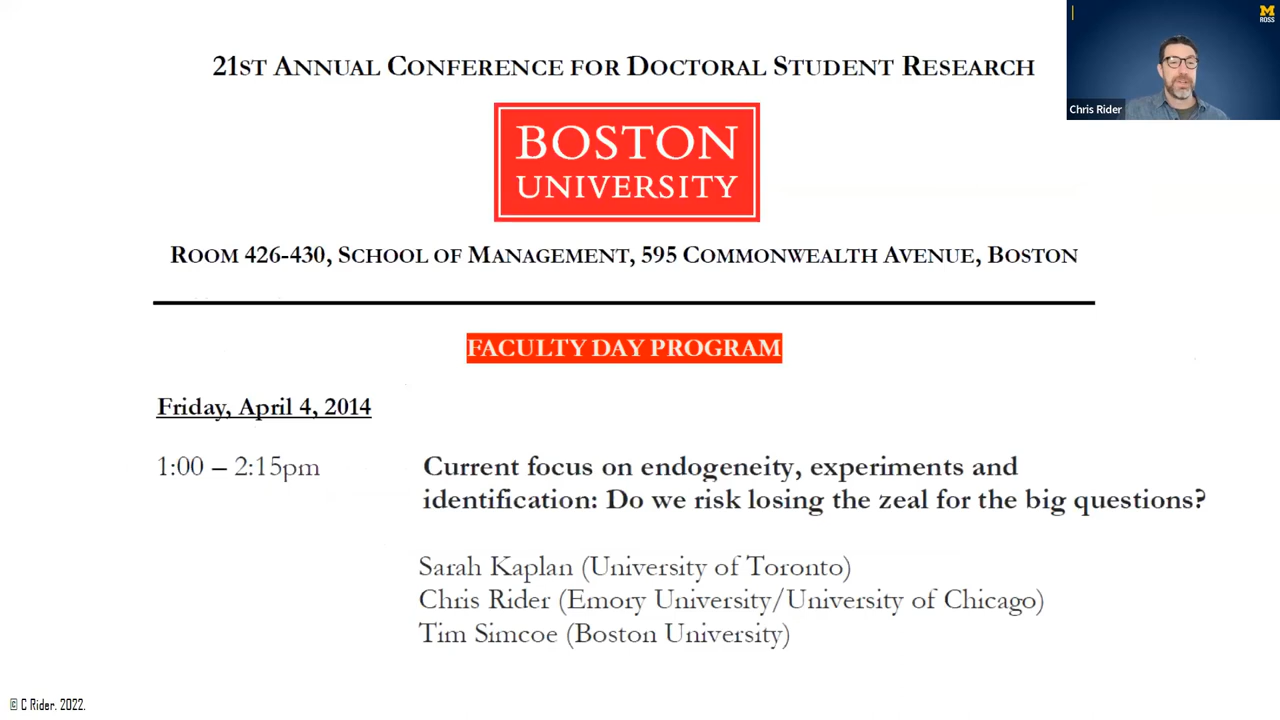 21ST ANNUAL CONFERENCE FOR DOCTORAL STUDENT RESEARCH
M
ROSS
Chris Rider
BOSTON
UNIVERSITY
ROOM 426-430, SCHOOL OF MANAGEMENT, 595 COMMONWEALTH AVENUE, BOSTON
FACULTY DAY PROGRAM
Friday, April 4, 2014
1:00 – 2:15pm
Current focus on endogeneity, experiments and
identification: Do we risk losing the zeal for the big questions?
Sarah Kaplan (University of Toronto)
Chris Rider (Emory University/University of Chicago)
Tim Simcoe (Boston University)
© C Rider. 2022.